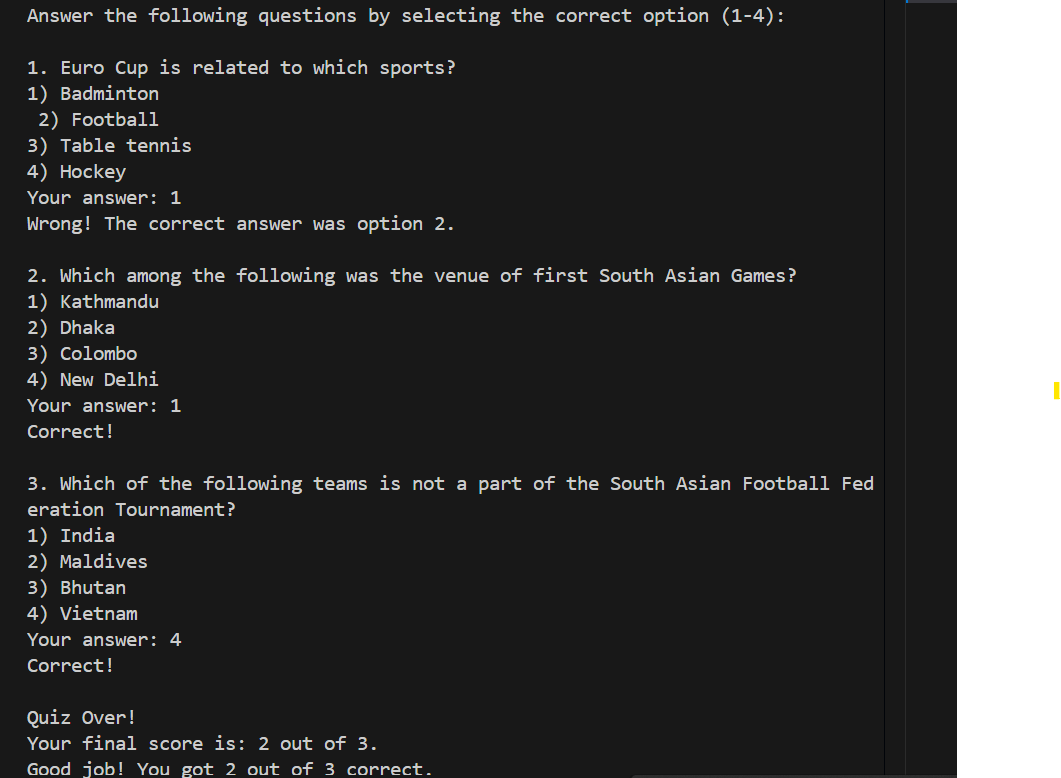 Answer the following questions by selecting the correct option (1-4):

1. Euro Cup is related to which sports?
1) Badminton
 2) Football
3) Table tennis
4) Hockey
Your answer: 1
Wrong! The correct answer was option 2.

2. Which among the following was the venue of first South Asian Games?
1) Kathmandu
2) Dhaka
3) Colombo
4) New Delhi
Your answer: 1
Correct!

3. Which of the following teams is not a part of the South Asian Football Fed
eration Tournament?
1) India
2) Maldives
3) Bhutan
4) Vietnam
Your answer: 4
Correct!

Quiz Over!
Your final score is: 2 out of 3.
Good job! You got 2 out of 3 correct.